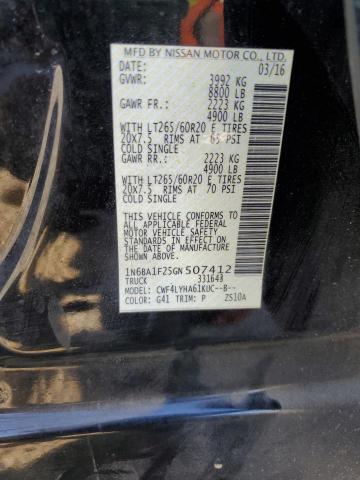 MFD BY NISSAN MOTOR CO., LTD.
DATE: 03/16
GVWR: 3992 KG
8800 LB
GAWR FR.: 2223 KG
4900 LB
WITH LT265/60R20 E TIRES
20X7.5 RIMS AT 65 PSI
COLD SINGLE
GAWR RR.: 2223 KG
4900 LB
WITH LT265/60R20 E TIRES
20X7.5 RIMS AT 70 PSI
COLD SINGLE
THIS VEHICLE CONFORMS TO
ALL APPLICABLE FEDERAL
MOTOR VEHICLE SAFETY
STANDARDS IN EFFECT ON THE
DATE OF MANUFACTURE
SHOWN ABOVE.
1N6BA1F25GN507412
TRUCK 331643
MODEL: CWF4LYHA61KUC--B--
COLOR: G41 TRIM: P ZS10A